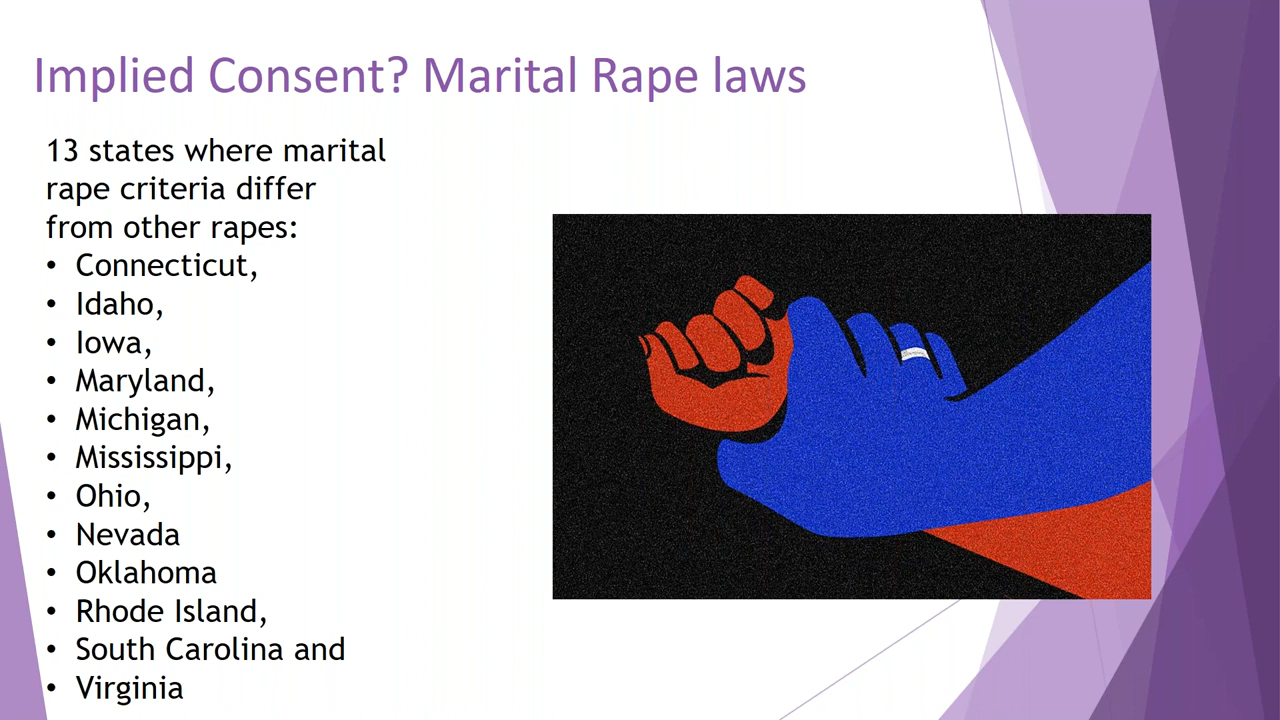 Implied Consent? Marital Rape laws
13 states where marital
rape criteria differ
from other rapes:
• Connecticut,
• Idaho,
• Iowa,
• Maryland,
• Michigan,
• Mississippi,
• Ohio,
• Nevada
• Oklahoma
• Rhode Island,
• South Carolina and
• Virginia